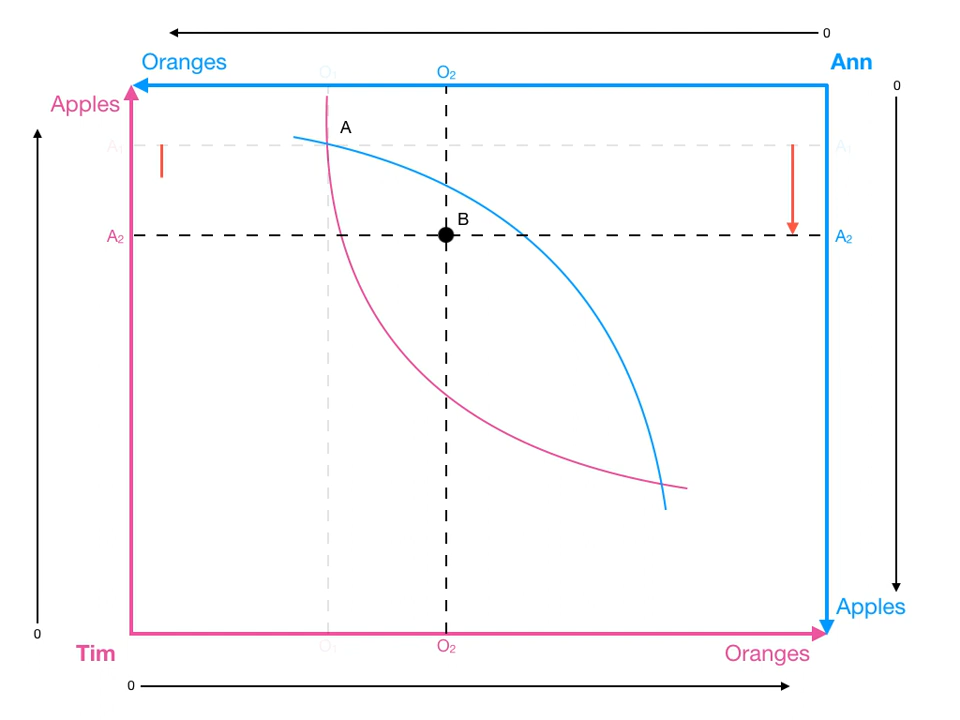 0
Oranges
O₁
O₂
Ann
0
Apples
A
A₁
A₁
B
A₂
A₂
Apples
0
Tim
O₁
O₂
Oranges
0